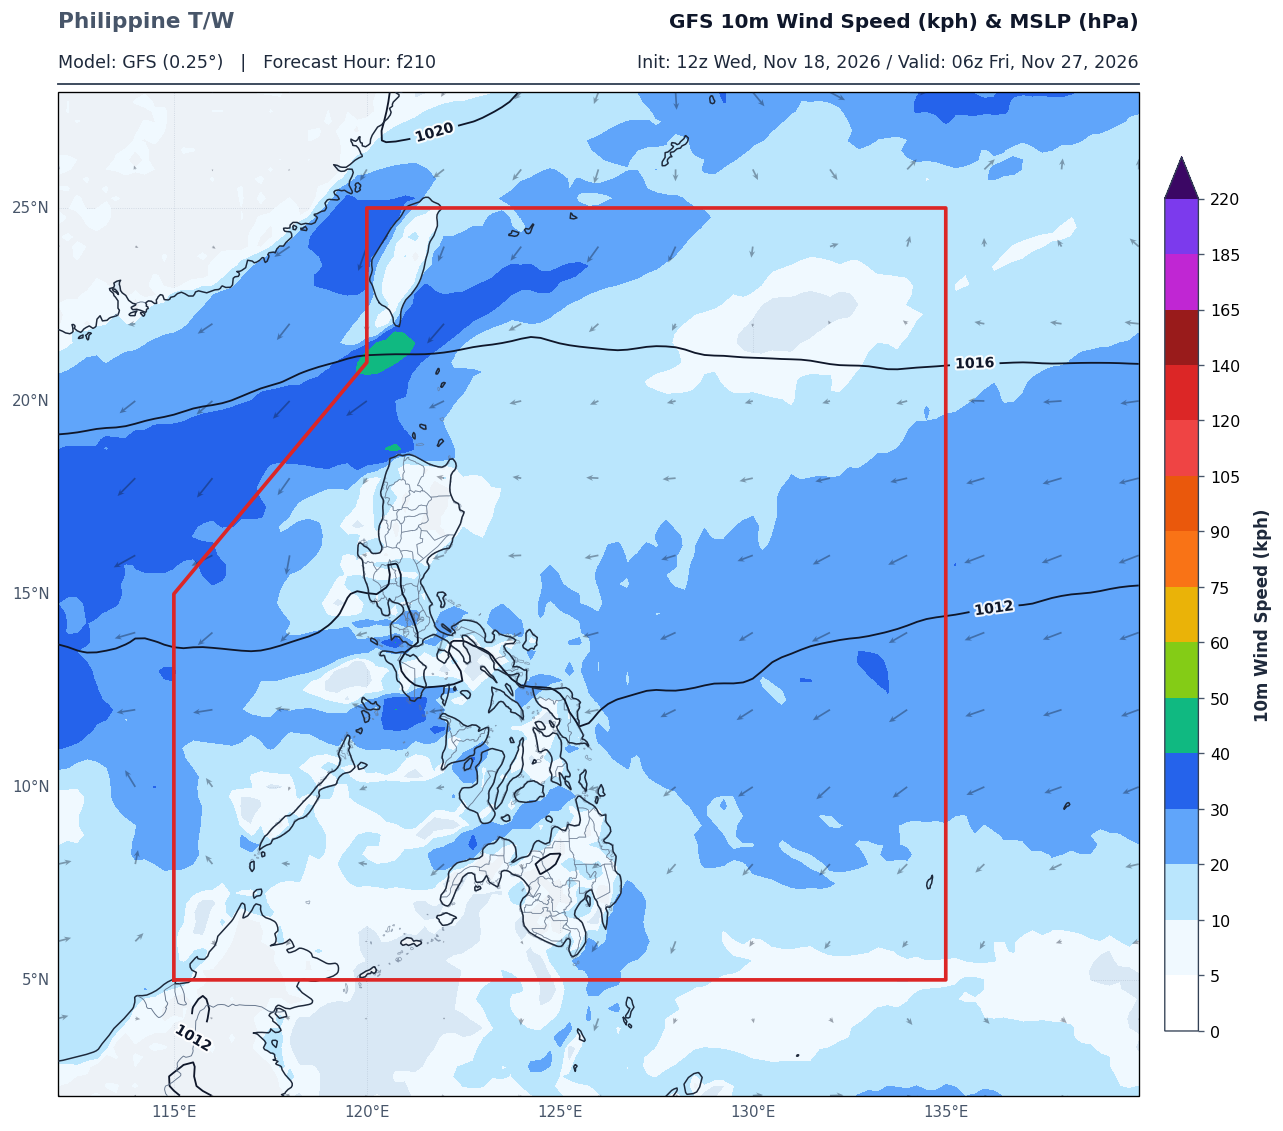 Philippine T/W
GFS 10m Wind Speed (kph) & MSLP (hPa)
Model: GFS (0.25°) | Forecast Hour: f210
Init: 12z Wed, Nov 18, 2026 / Valid: 06z Fri, Nov 27, 2026
1020
25°N
1016
20°N
15°N
1012
10°N
5°N
1012
115°E
120°E
125°E
130°E
135°E
220
185
165
140
120
105
90
75
60
50
40
30
20
10
5
0
10m Wind Speed (kph)